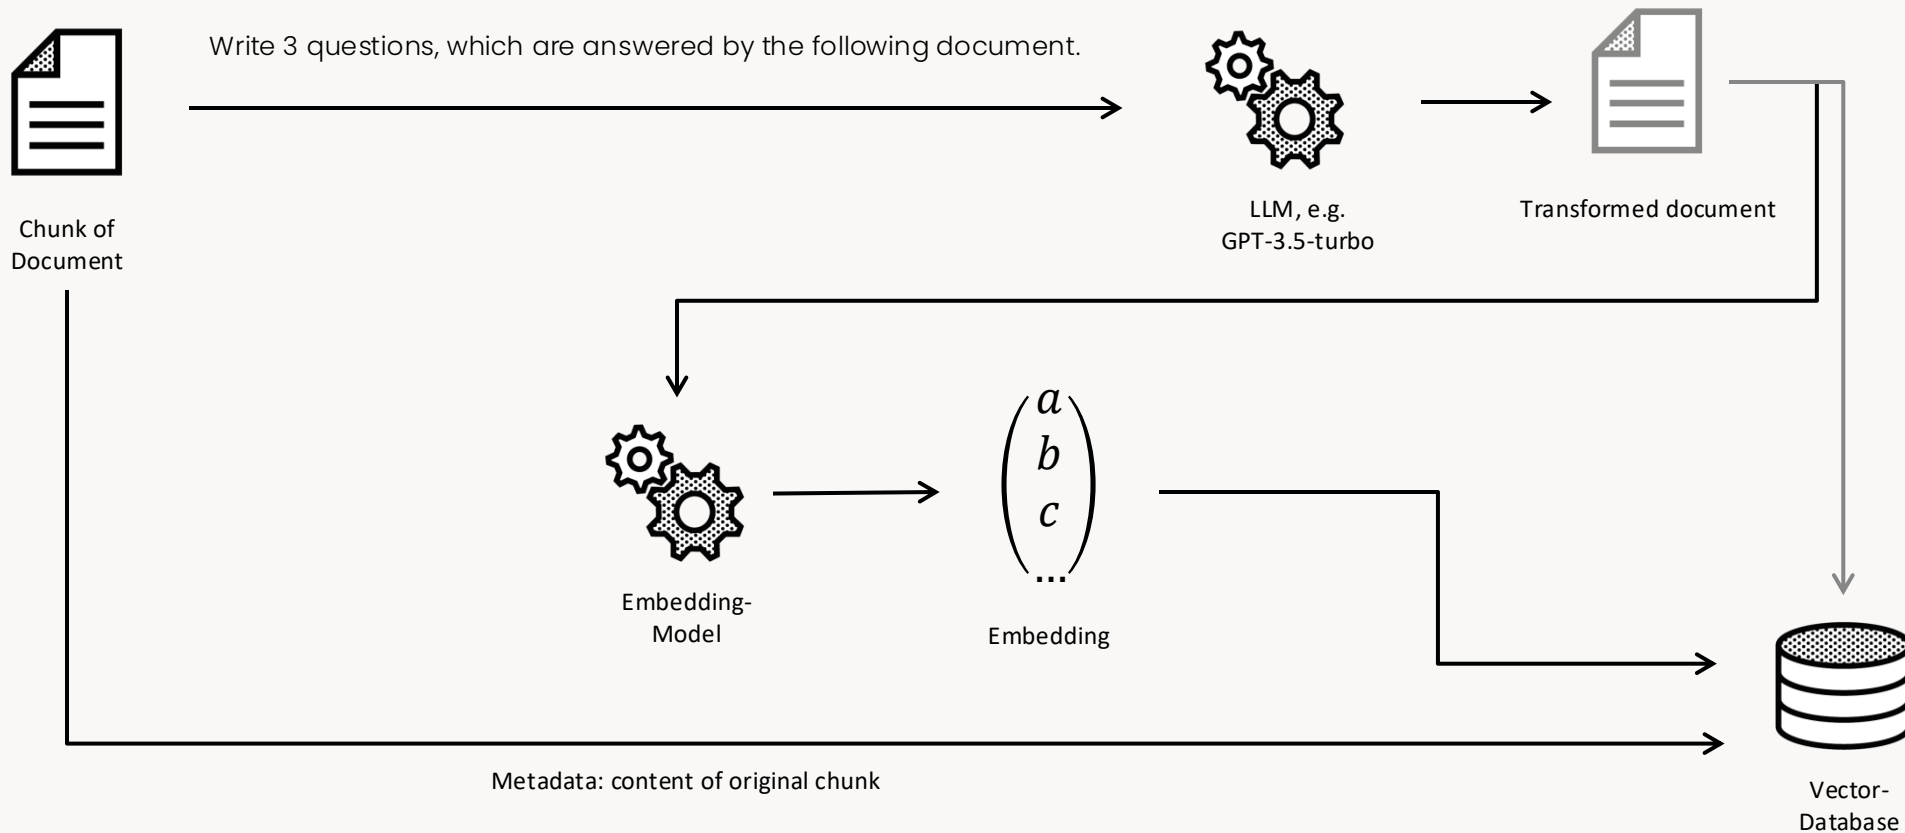 Write 3 questions, which are answered by the following document.
Chunk of
Document
LLM, e.g.
GPT-3.5-turbo
Transformed document
a
b
c
...
Embedding-
Model
Embedding
Metadata: content of original chunk
Vector-
Database